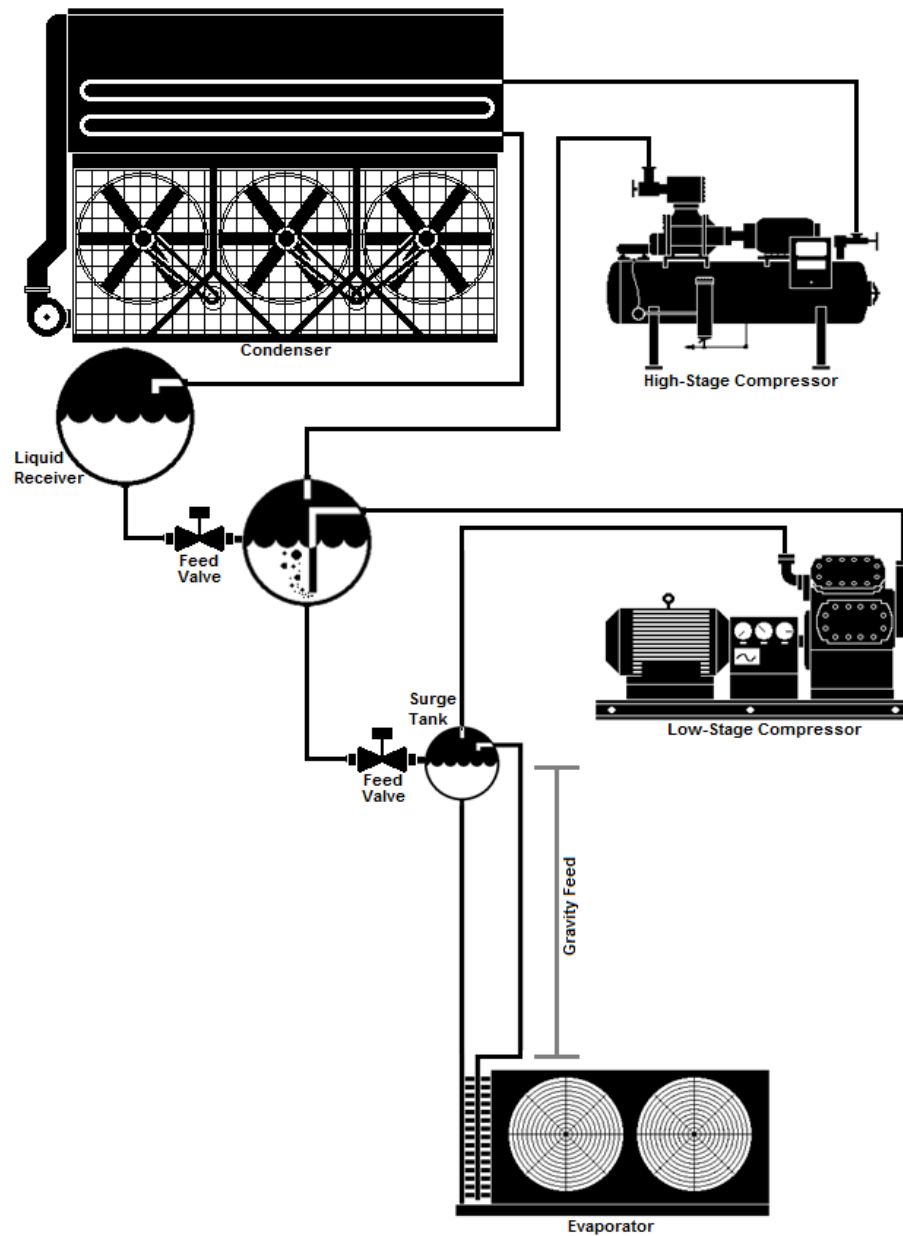 Condenser
High-Stage Compressor
Liquid
Receiver
Feed
Valve
Surge
Tank
Low-Stage Compressor
Feed
Valve
Gravity Feed
Evaporator